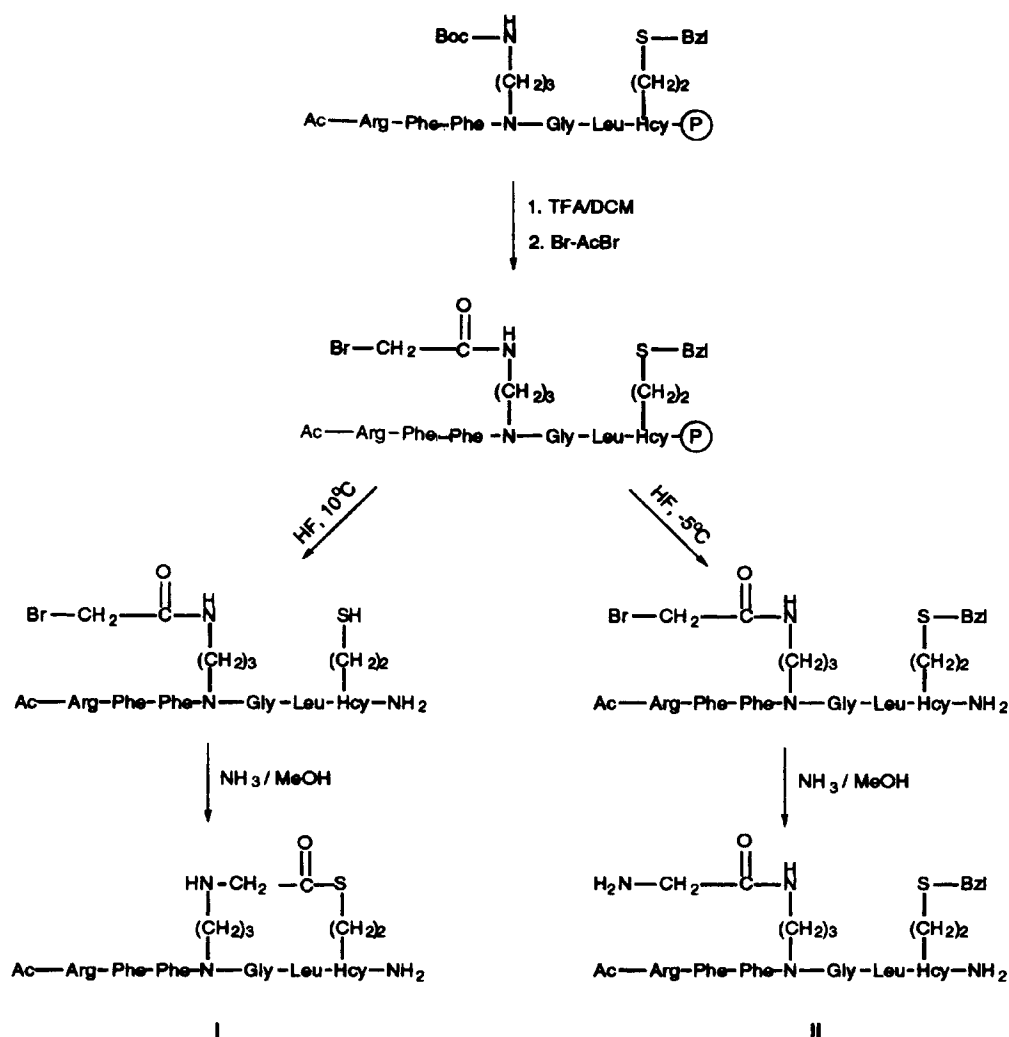 H
Boc—N S—Bzl
(CH2)3 (CH2)2
Ac—Arg-Phe-Phe-N—Gly-Leu-Hcy-P
1. TFA/DCM
2. Br-AcBr
O H
Br—CH2—C—N S—Bzl
(CH2)3 (CH2)2
Ac—Arg-Phe-Phe-N—Gly-Leu-Hcy-P
HF, 10°C HF, -5°C
O H
Br—CH2—C—N SH
(CH2)3 (CH2)2
Ac—Arg-Phe-Phe-N—Gly-Leu-Hcy-NH2
O H
Br—CH2—C—N S—Bzl
(CH2)3 (CH2)2
Ac—Arg-Phe-Phe-N—Gly-Leu-Hcy-NH2
NH3 / MeOH NH3 / MeOH
O
HN-CH2-C—S
(CH2)3 (CH2)2
Ac—Arg-Phe-Phe-N—Gly-Leu-Hcy-NH2
I
O H
H2N—CH2—C—N S—Bzl
(CH2)3 (CH2)2
Ac—Arg-Phe-Phe-N—Gly-Leu-Hcy-NH2
II